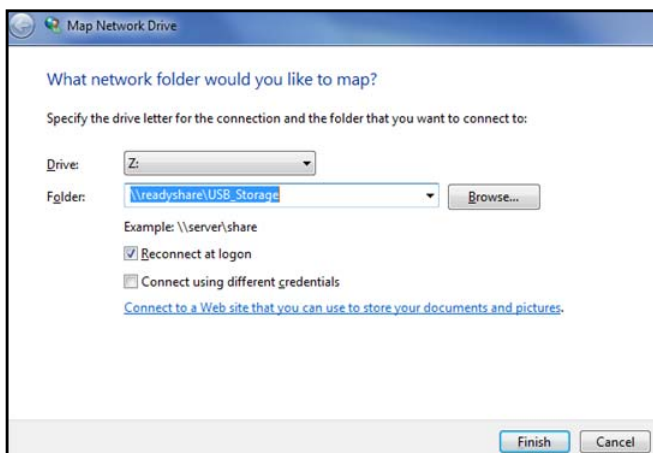 Map Network Drive
What network folder would you like to map?
Specify the drive letter for the connection and the folder that you want to connect to:
Drive: Z:
Folder: \\readyshare\USB_Storage Browse...
Example: \\server\share
Reconnect at logon
Connect using different credentials
Connect to a Web site that you can use to store your documents and pictures.
Finish Cancel